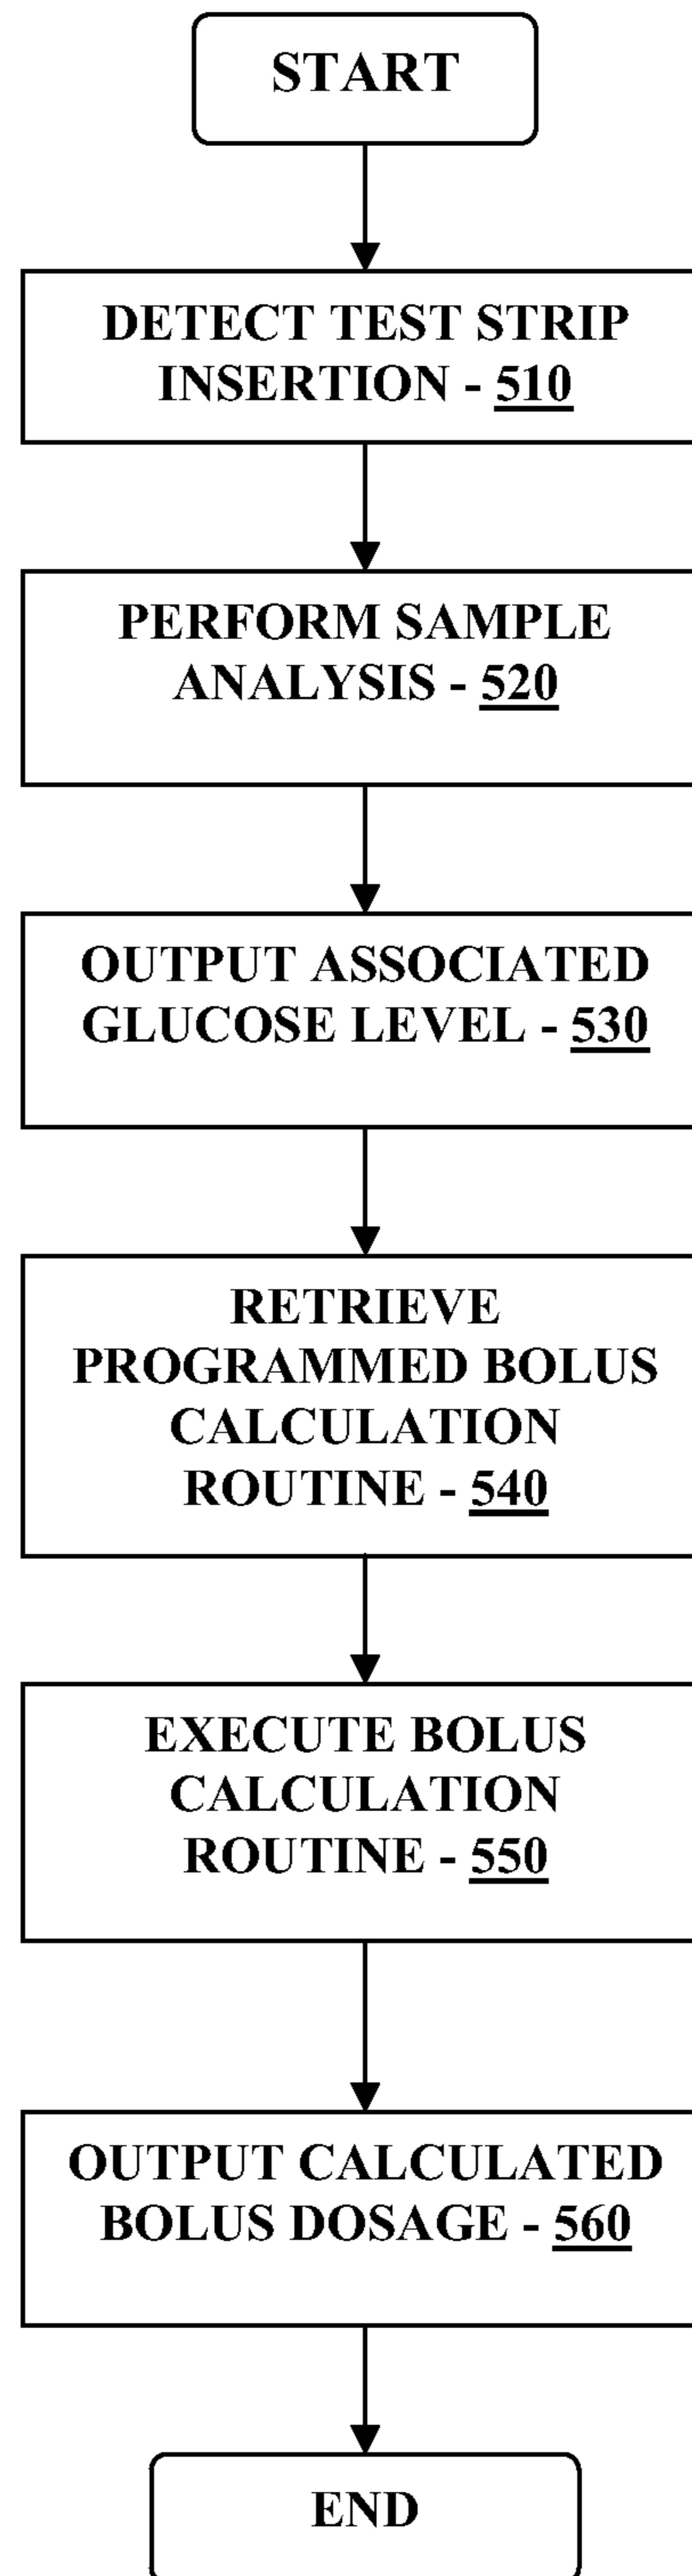 START
DETECT TEST STRIP
INSERTION - 510
PERFORM SAMPLE
ANALYSIS - 520
OUTPUT ASSOCIATED
GLUCOSE LEVEL - 530
RETRIEVE
PROGRAMMED BOLUS
CALCULATION
ROUTINE - 540
EXECUTE BOLUS
CALCULATION
ROUTINE - 550
OUTPUT CALCULATED
BOLUS DOSAGE - 560
END